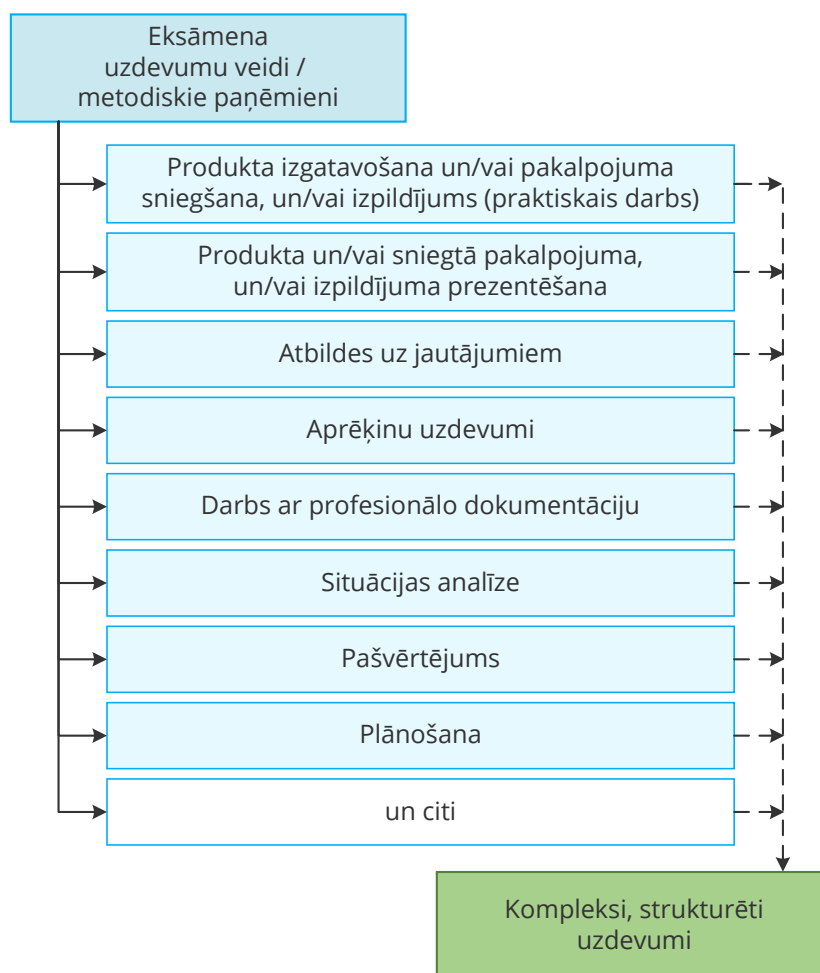 Eksāmena
uzdevumu veidi /
metodiskie paņēmieni
Produkta izgatavošana un/vai pakalpojuma
sniegšana, un/vai izpildījums (praktiskais darbs)
Produkta un/vai sniegtā pakalpojuma,
un/vai izpildījuma prezentēšana
Atbildes uz jautājumiem
Aprēķinu uzdevumi
Darbs ar profesionālo dokumentāciju
Situācijas analīze
Pašvērtējums
Plānošana
un citi
Kompleksi, strukturēti
uzdevumi